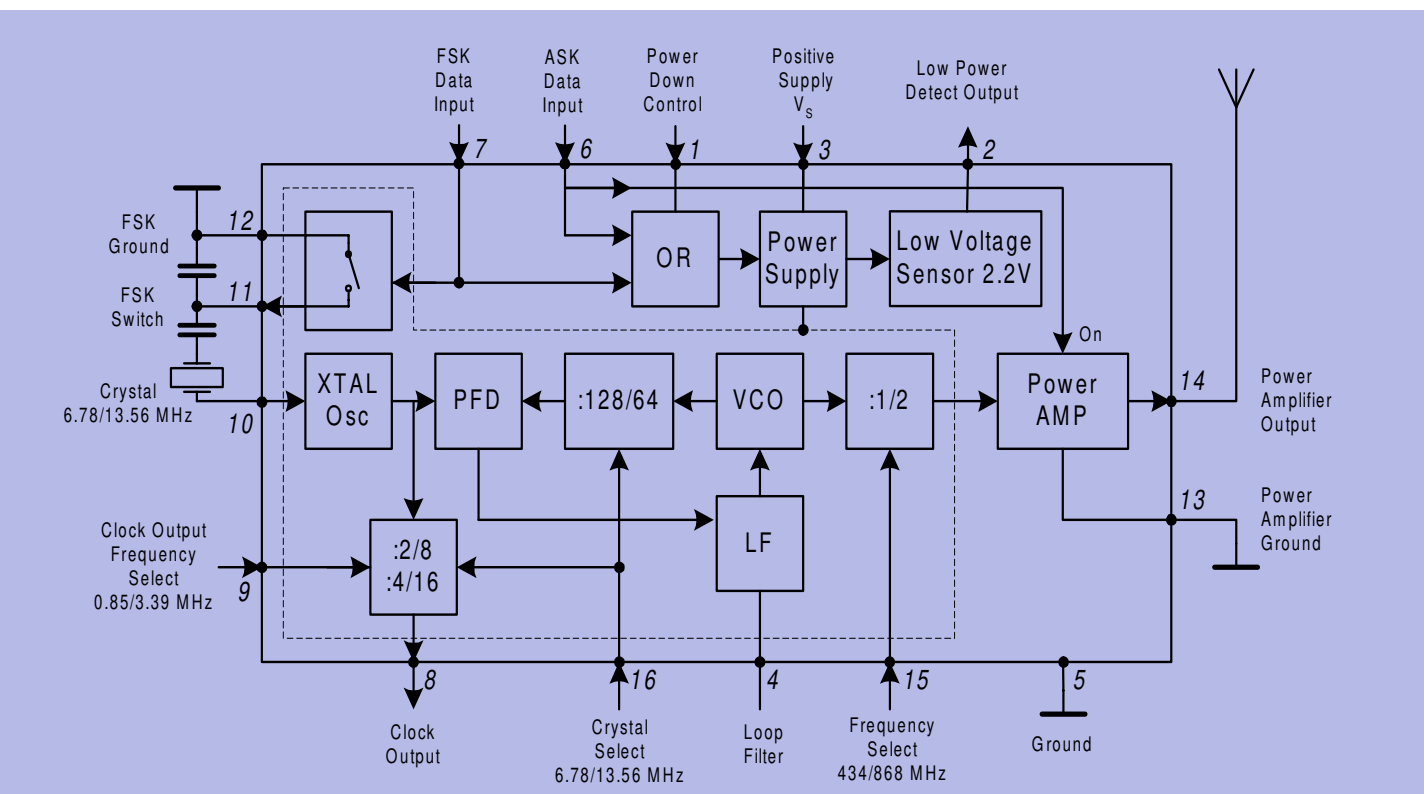 FSK
Data
Input
ASK
Data
Input
Power
Down
Control
Positive
Supply
VS
Low Power
Detect Output
7
6
1
3
2
FSK
Ground
12
FSK
Switch
11
OR
Power
Supply
Low Voltage
Sensor 2.2V
On
Crystal
6.78/13.56 MHz
10
XTAL
Osc
PFD
:128/64
VCO
:1/2
Power
AMP
14
Power
Amplifier
Output
Clock Output
Frequency
Select
0.85/3.39 MHz
9
:2/8
:4/16
LF
13
Power
Amplifier
Ground
8
16
4
15
5
Clock
Output
Crystal
Select
6.78/13.56 MHz
Loop
Filter
Frequency
Select
434/868 MHz
Ground